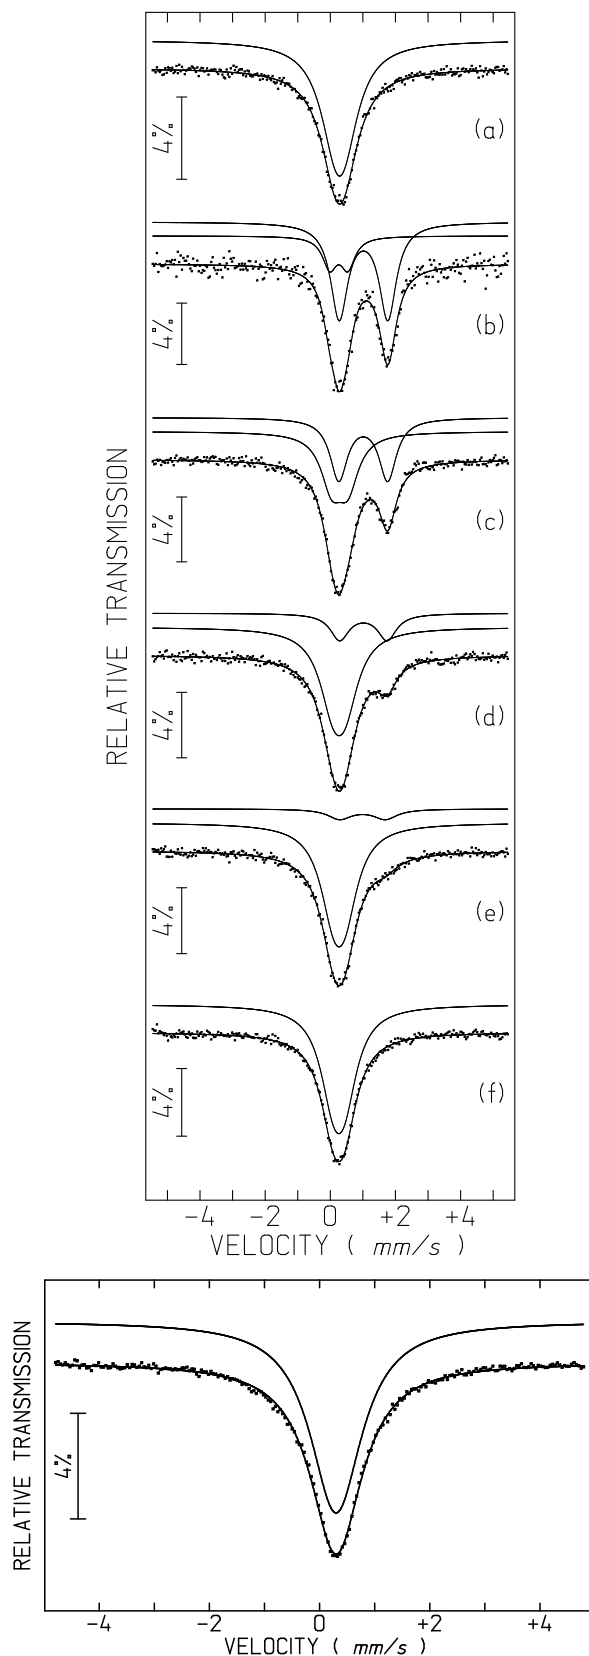 4%
(a)
4%
(b)
4%
(c)
4%
(d)
4%
(e)
4%
(f)
RELATIVE TRANSMISSION
−4 −2 0 +2 +4
VELOCITY ( mm/s )
RELATIVE TRANSMISSION
4%
−4 −2 0 +2 +4
VELOCITY ( mm/s )